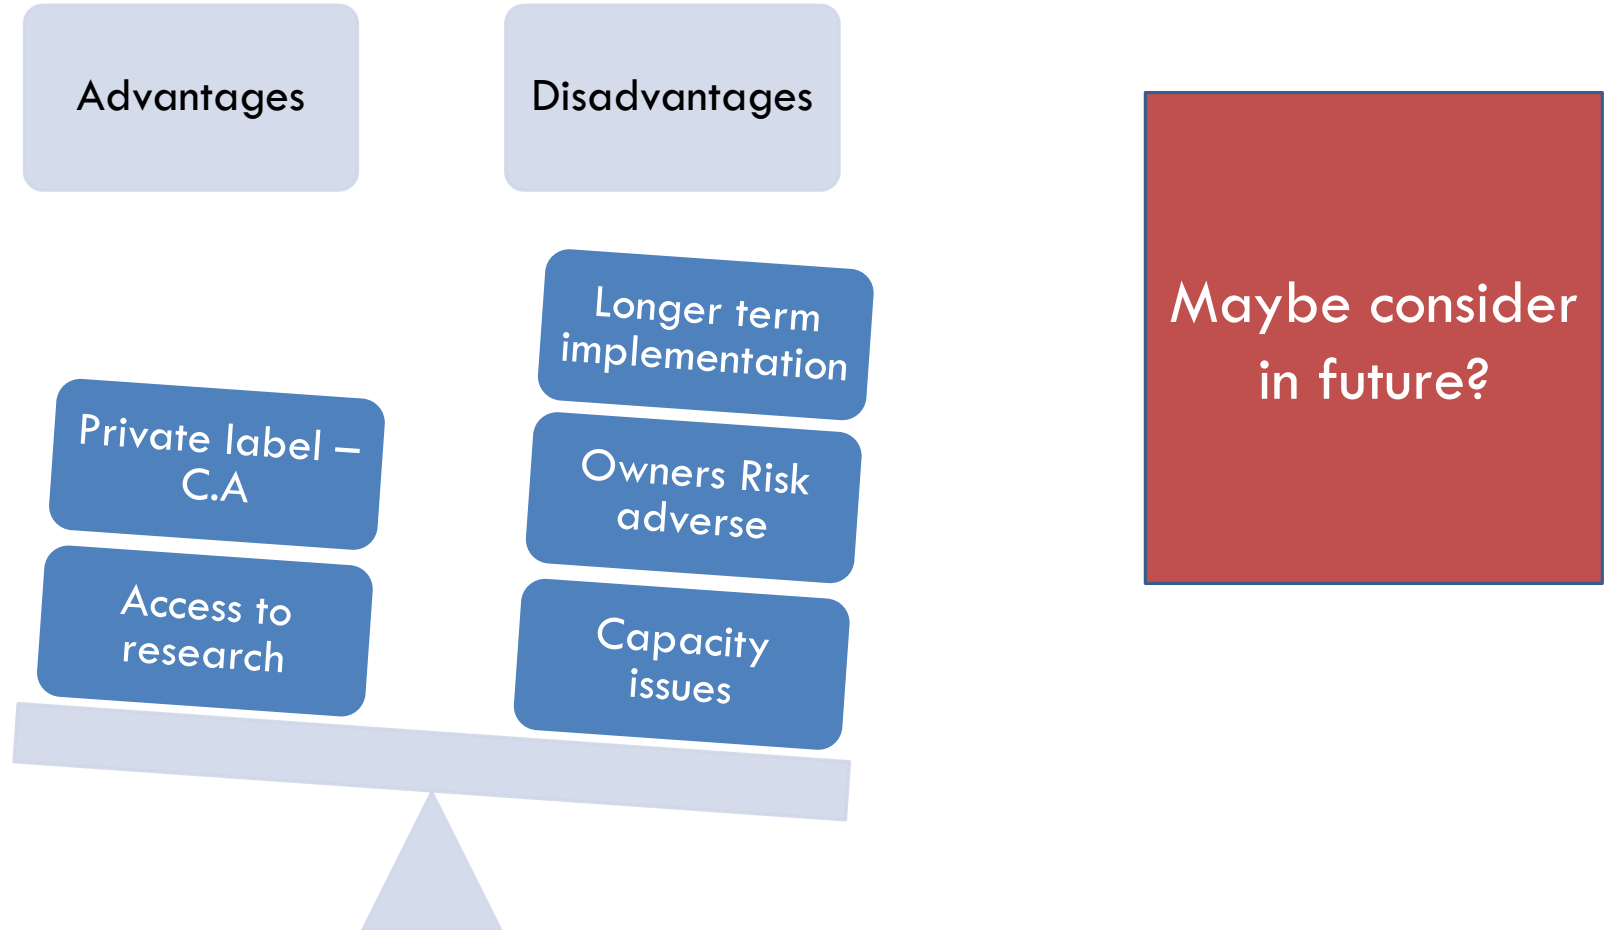 Advantages
Disadvantages
Private label –
C.A
Access to
research
Longer term
implementation
Owners Risk
adverse
Capacity
issues
Maybe consider
in future?